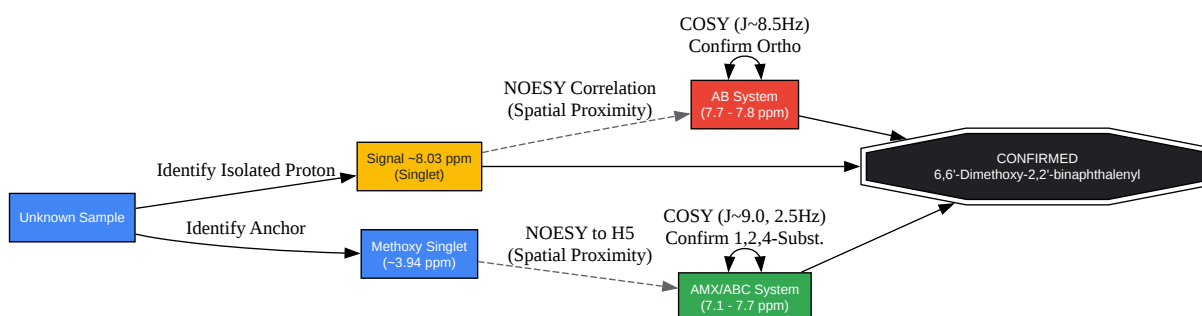 COSY (J~8.5Hz)
Confirm Ortho
NOESY Correlation
(Spatial Proximity)
AB System
(7.7 - 7.8 ppm)
Identify Isolated Proton
Signal ~8.03 ppm
(Singlet)
CONFIRMED
6,6'-Dimethoxy-2,2'-binaphthalenyl
Unknown Sample
Identify Anchor
Methoxy Singlet
(~3.94 ppm)
NOESY to H5
(Spatial Proximity)
COSY (J~9.0, 2.5Hz)
Confirm 1,2,4-Subst.
AMX/ABC System
(7.1 - 7.7 ppm)